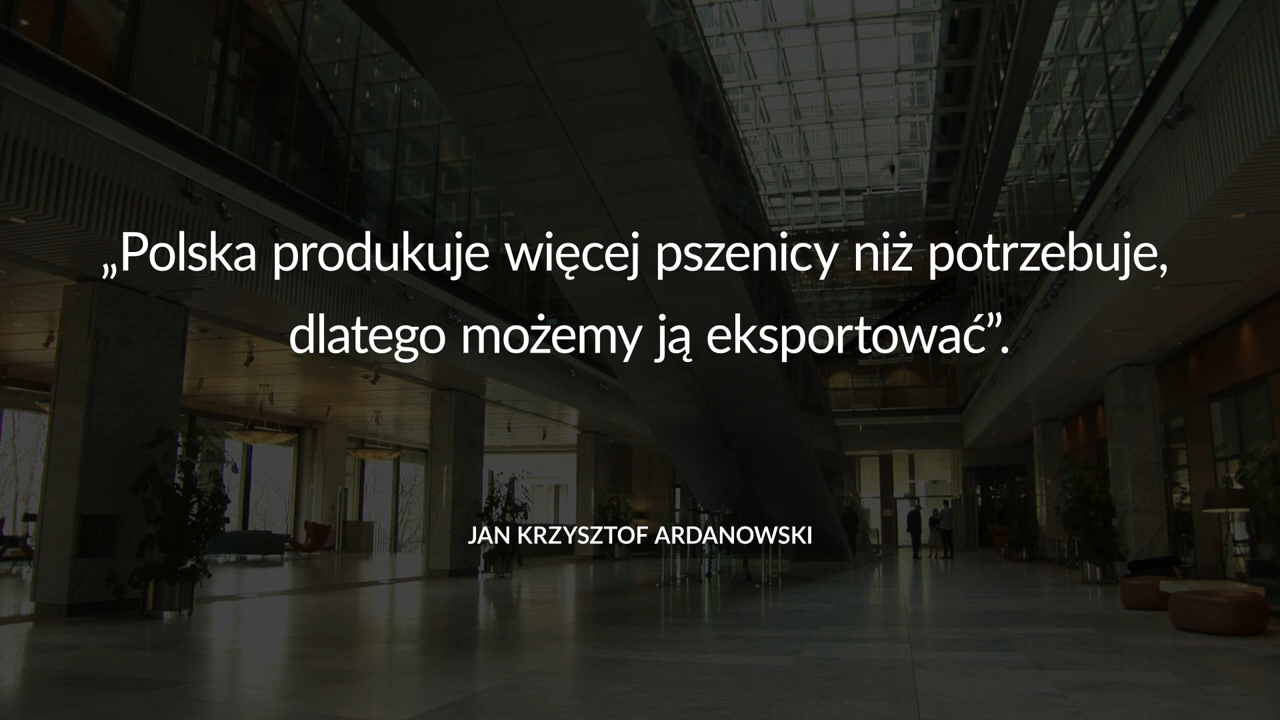 „Polska produkuje więcej pszenicy niż potrzebuje,
dlatego możemy ją eksportować”.
JAN KRZYSZTOF ARDANOWSKI